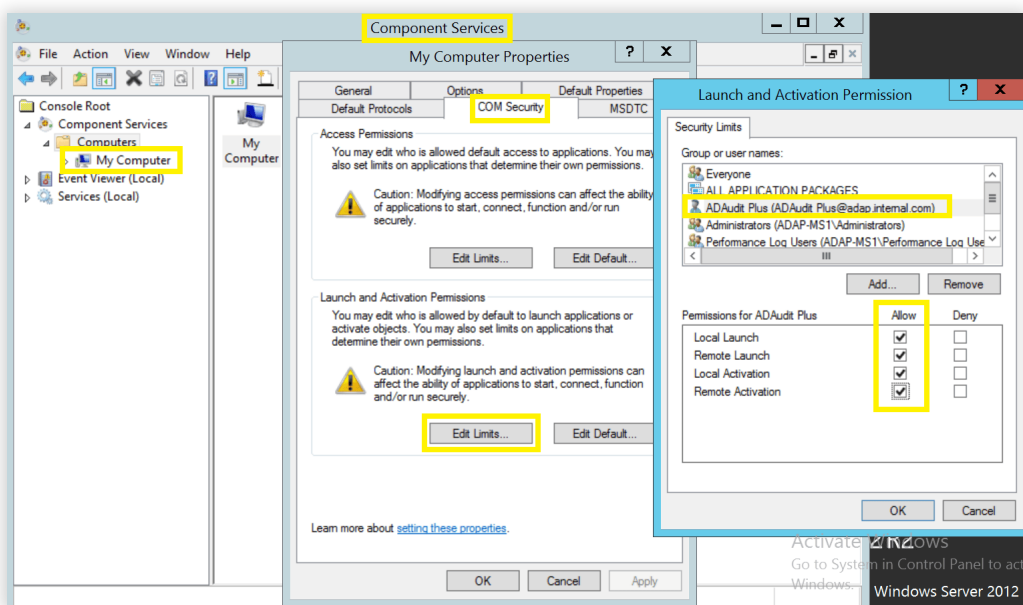 Component Services
File Action View Window Help
Console Root
Component Services
Computers
My Computer
Event Viewer (Local)
Services (Local)
My
Computer
My Computer Properties
? X
General Options Default Properties
Default Protocols COM Security MSDTC
Access Permissions
You may edit who is allowed default access to applications. You may
also set limits on applications that determine their own permissions.
Caution: Modifying access permissions can affect the ability
of applications to start, connect, function and/or run
securely.
Edit Limits... Edit Default...
Launch and Activation Permissions
You may edit who is allowed by default to launch applications or
activate objects. You may also set limits on applications that
determine their own permissions.
Caution: Modifying launch and activation permissions can
affect the ability of applications to start, connect, function
and/or run securely.
Edit Limits... Edit Default...
Learn more about setting these properties.
OK Cancel Apply
Launch and Activation Permission
? X
Security Limits
Group or user names:
Everyone
ALL APPLICATION PACKAGES
ADAudit Plus (ADAudit Plus@adap.internal.com)
Administrators (ADAP-MS1\Administrators)
Performance Log Users (ADAP-MS1\Performance Log Use
Add... Remove
Permissions for ADAudit Plus Allow Deny
Local Launch
Remote Launch
Local Activation
Remote Activation
OK Cancel
Activate Windows
Go to System in Control Panel to act
Windows.
Windows Server 2012